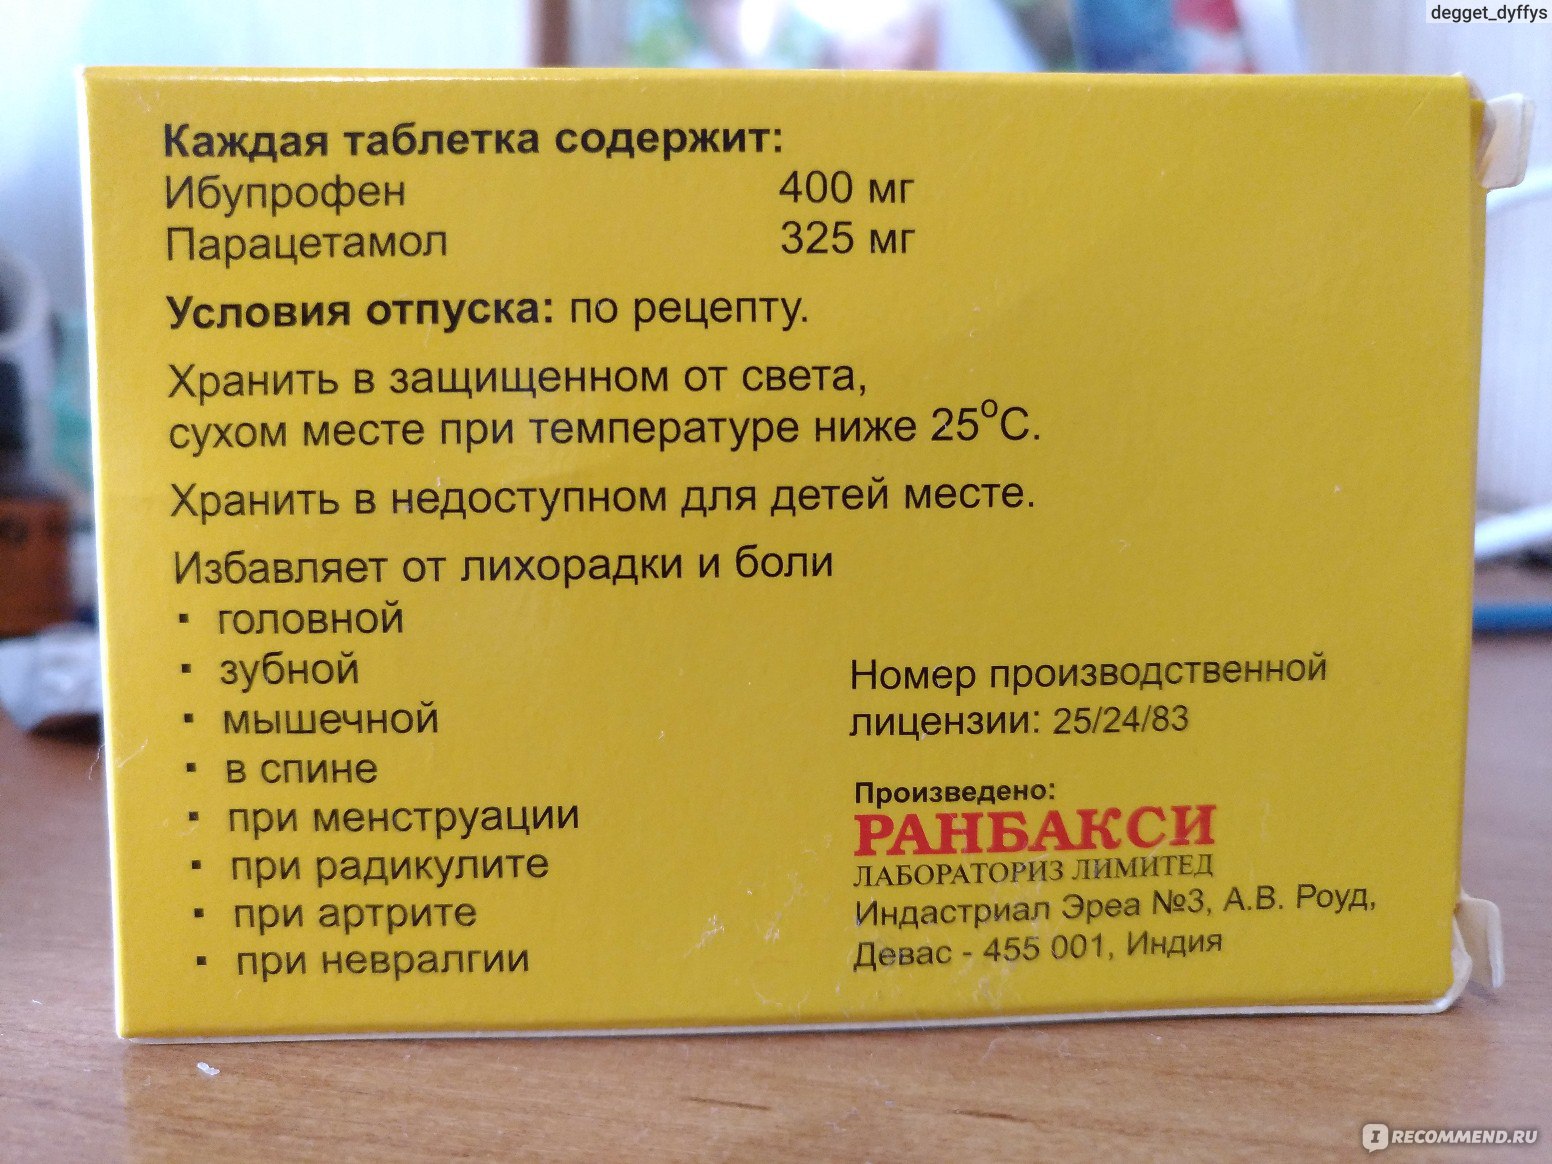 degget_dyffys
Каждая таблетка содержит:
Ибупрофен 400 мг
Парацетамол 325 мг
Условия отпуска: по рецепту.
Хранить в защищенном от света,
сухом месте при температуре ниже 25°С.
Хранить в недоступном для детей месте.
Избавляет от лихорадки и боли
▪ головной
▪ зубной
▪ мышечной
▪ в спине
▪ при менструации
▪ при радикулите
▪ при артрите
▪ при невралгии
Номер производственной
лицензии: 25/24/83
Произведено:
РАНБАКСИ
ЛАБОРАТОРИЗ ЛИМИТЕД
Индастриал Эреа №3, А.В. Роуд,
Девас - 455 001, Индия
IRECOMMEND.RU